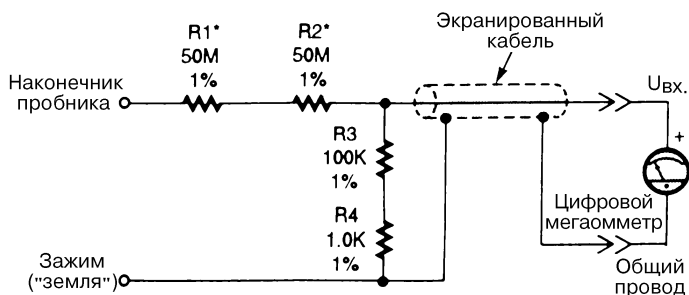 Экранированный
кабель
R1*
50M
1%
R2*
50M
1%
Наконечник
пробника
UВХ.
+
R3
100K
1%
R4
1.0K
1%
Цифровой
мегаомметр
Зажим
("земля")
Общий
провод